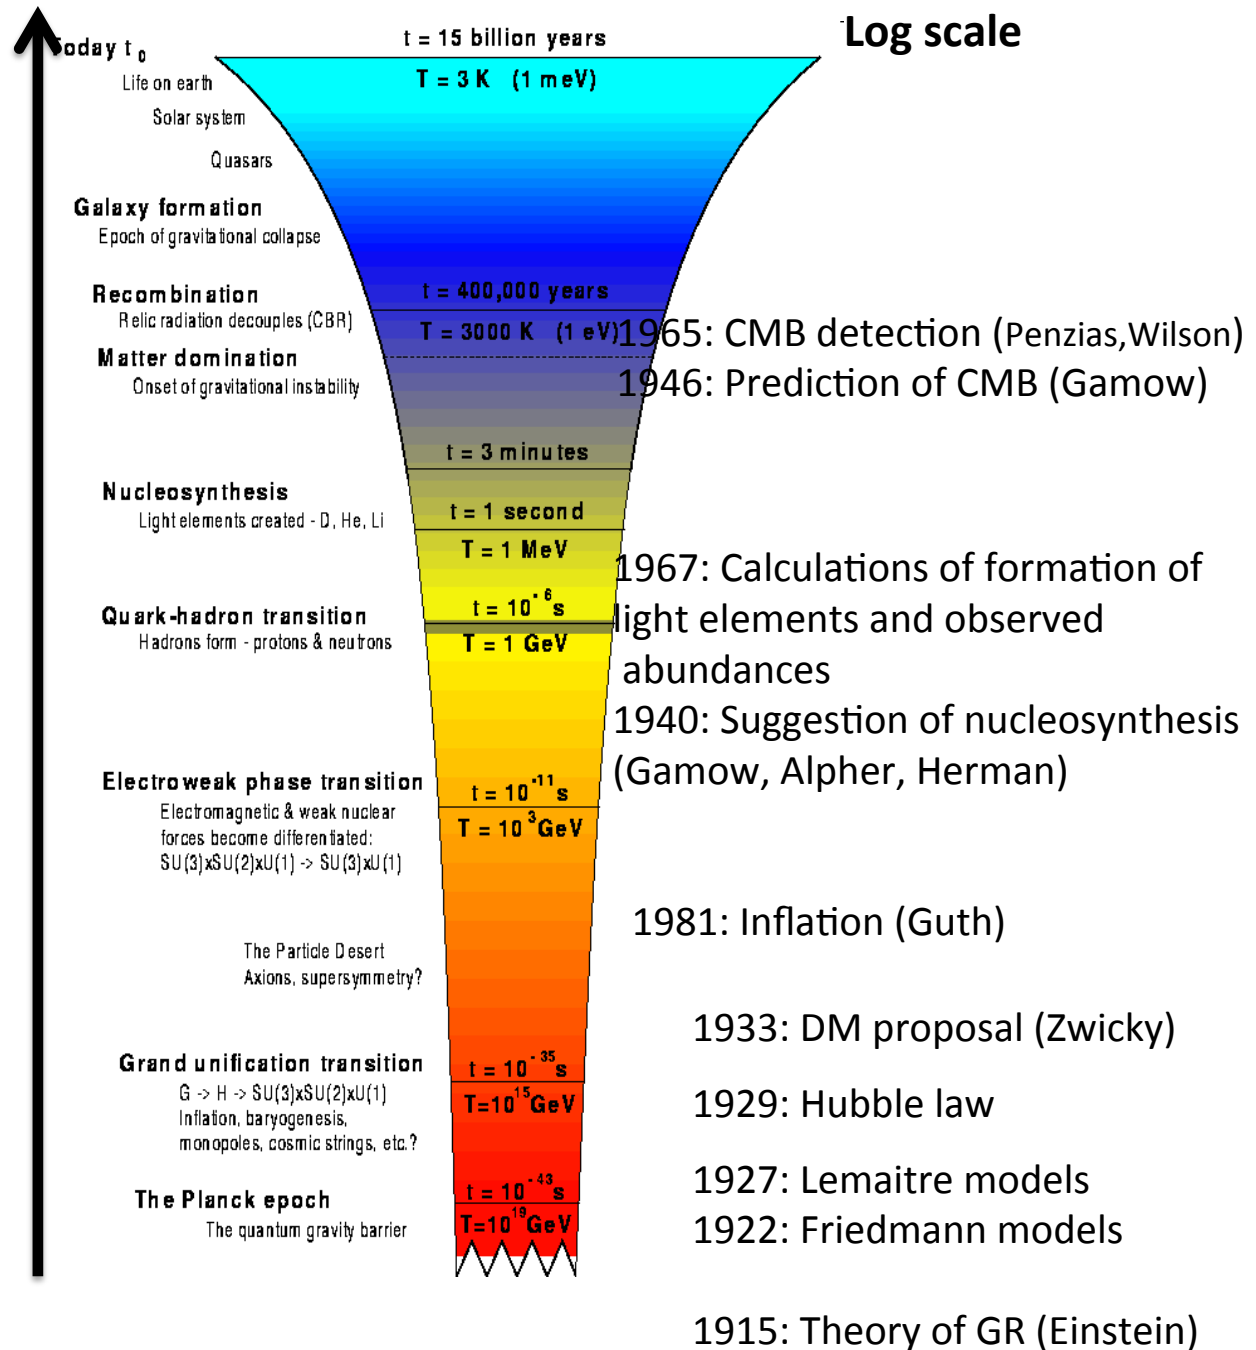 Today t0
t = 15 billion years
Log scale
T = 3 K (1 meV)
Life on earth
Solar system
Quasars
Galaxy formation
Epoch of gravitational collapse
Recombination
Relic radiation decouples (CBR)
t = 400,000 years
T = 3000 K (1 eV)
1965: CMB detection (Penzias,Wilson)
Matter domination
Onset of gravitational instability
1946: Prediction of CMB (Gamow)
t = 3 minutes
Nucleosynthesis
Light elements created - D, He, Li
t = 1 second
T = 1 MeV
1967: Calculations of formation of
light elements and observed
abundances
Quark-hadron transition
Hadrons form - protons & neutrons
t = 10^-6 s
T = 1 GeV
1940: Suggestion of nucleosynthesis
(Gamow, Alpher, Herman)
Electroweak phase transition
Electromagnetic & weak nuclear
forces become differentiated:
SU(3)xSU(2)xU(1) -> SU(3)xU(1)
t = 10^-11 s
T = 10^3 GeV
1981: Inflation (Guth)
The Particle Desert
Axions, supersymmetry?
1933: DM proposal (Zwicky)
Grand unification transition
G -> H -> SU(3)xSU(2)xU(1)
Inflation, baryogenesis,
monopoles, cosmic strings, etc.?
t = 10^-35 s
T=10^15 GeV
1929: Hubble law
1927: Lemaitre models
The Planck epoch
The quantum gravity barrier
t = 10^-43 s
T=10^19 GeV
1922: Friedmann models
1915: Theory of GR (Einstein)